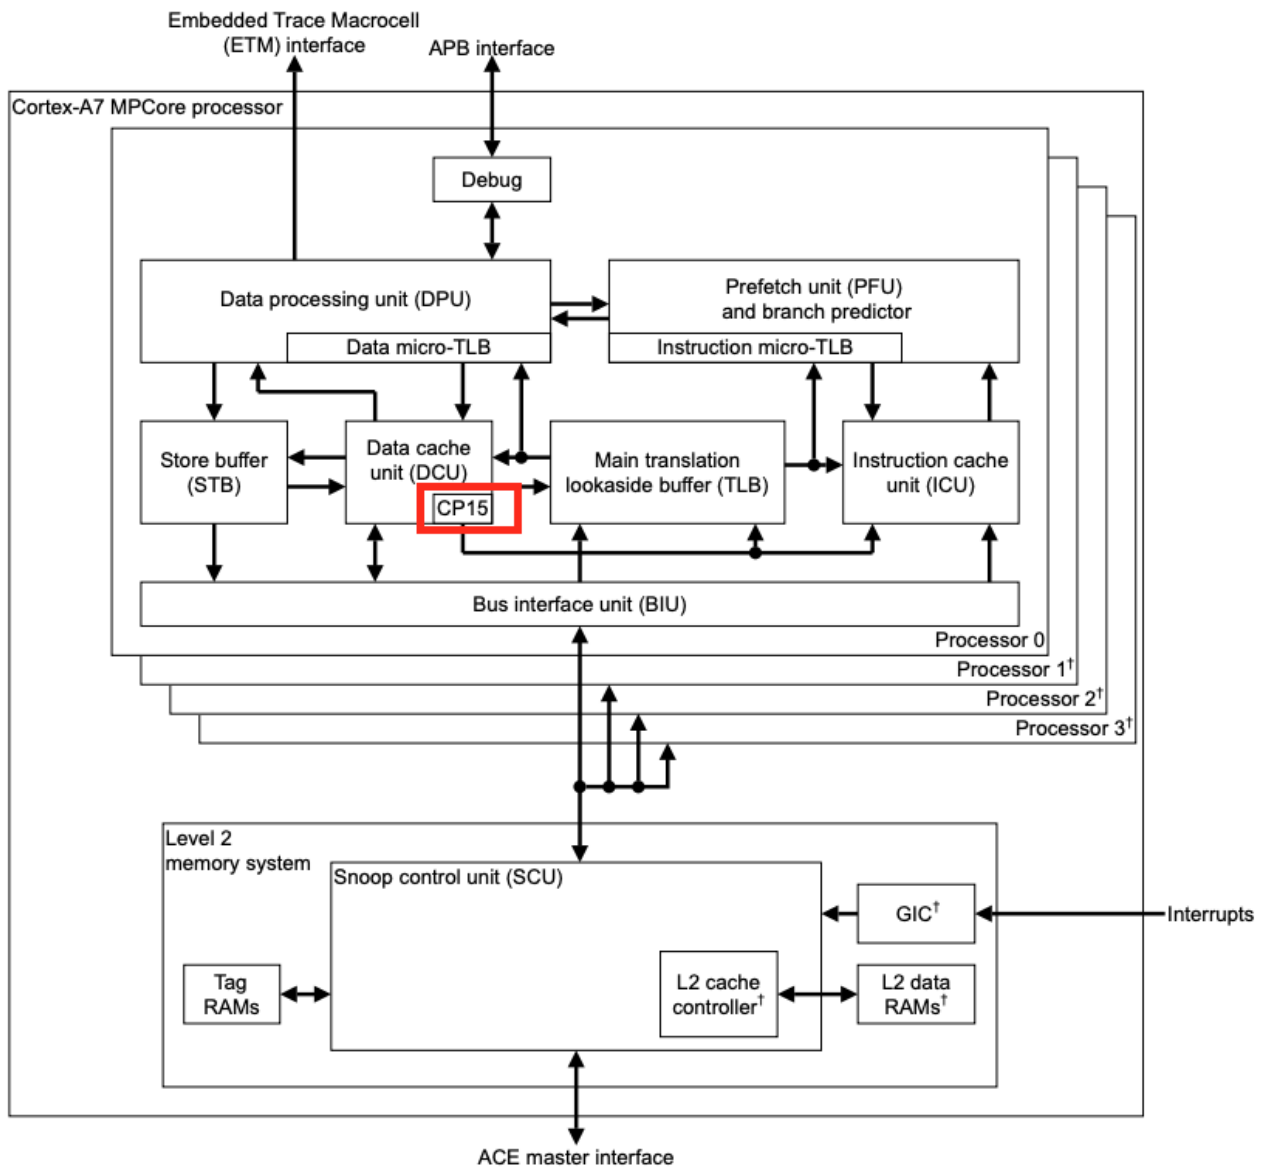 Embedded Trace Macrocell
(ETM) interface
APB interface
Cortex-A7 MPCore processor
Debug
Data processing unit (DPU)
Data micro-TLB
Prefetch unit (PFU)
and branch predictor
Instruction micro-TLB
Store buffer
(STB)
Data cache
unit (DCU)
CP15
Main translation
lookaside buffer (TLB)
Instruction cache
unit (ICU)
Bus interface unit (BIU)
Processor 0
Processor 1†
Processor 2†
Processor 3†
Level 2
memory system
Snoop control unit (SCU)
GIC†
Interrupts
Tag
RAMs
L2 cache
controller†
L2 data
RAMs†
ACE master interface